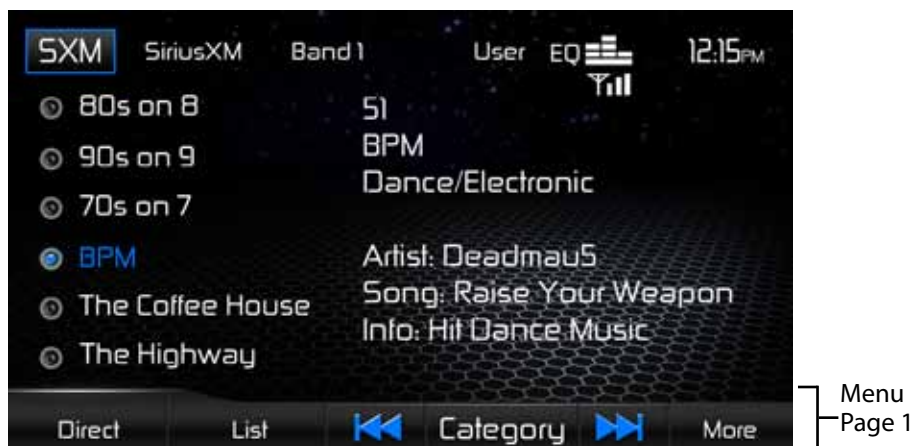 SXM SiriusXM Band 1 User EQ 12:15PM
80s on 8
90s on 9
70s on 7
BPM
The Coffee House
The Highway
51
BPM
Dance/Electronic
Artist: Deadmau5
Song: Raise Your Weapon
Info: Hit Dance Music
Direct List Category More
Menu
Page 1